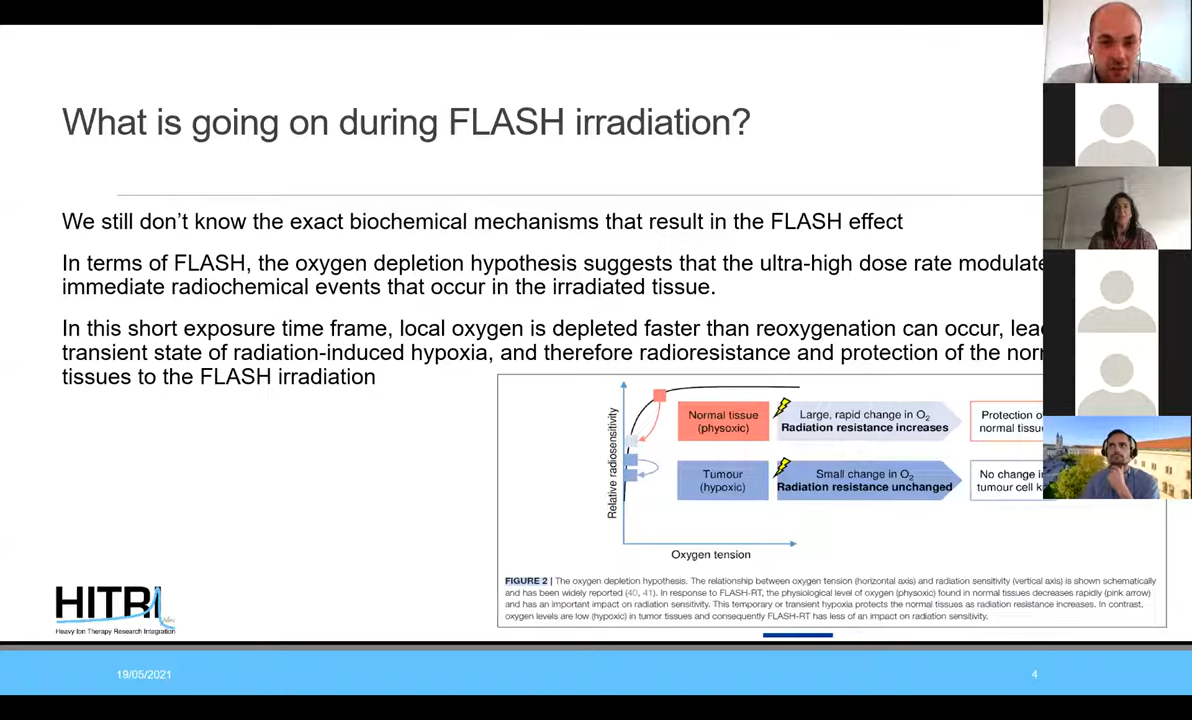 What is going on during FLASH irradiation?
We still don’t know the exact biochemical mechanisms that result in the FLASH effect
In terms of FLASH, the oxygen depletion hypothesis suggests that the ultra-high dose rate modulate
immediate radiochemical events that occur in the irradiated tissue.
In this short exposure time frame, local oxygen is depleted faster than reoxygenation can occur,
transient state of radiation-induced hypoxia, and therefore radioresistance and protection of the
tissues to the FLASH irradiation
Relative radiosensitivity
Normal tissue
(physoxic)
Large, rapid change in O₂
Radiation resistance increases
Protection
normal
Tumour
(hypoxic)
Small change in O₂
Radiation resistance unchanged
No change
tumour cell
Oxygen tension
FIGURE 2 | The oxygen depletion hypothesis. The relationship between oxygen tension (horizontal axis) and radiation sensitivity (vertical axis) is shown schematically
and has been widely reported (40, 41). In response to FLASH-RT, the physiological level of oxygen (physoxic) found in normal tissues decreases rapidly (pink arrow)
and has an important impact on radiation sensitivity. This temporary or transient hypoxia protects the normal tissues as radiation resistance increases. In contrast,
oxygen levels are low (hypoxic) in tumor tissues and consequently FLASH-RT has less of an impact on radiation sensitivity.
HITRI
plus
Heavy Ion Therapy Research Integration
19/05/2021
4